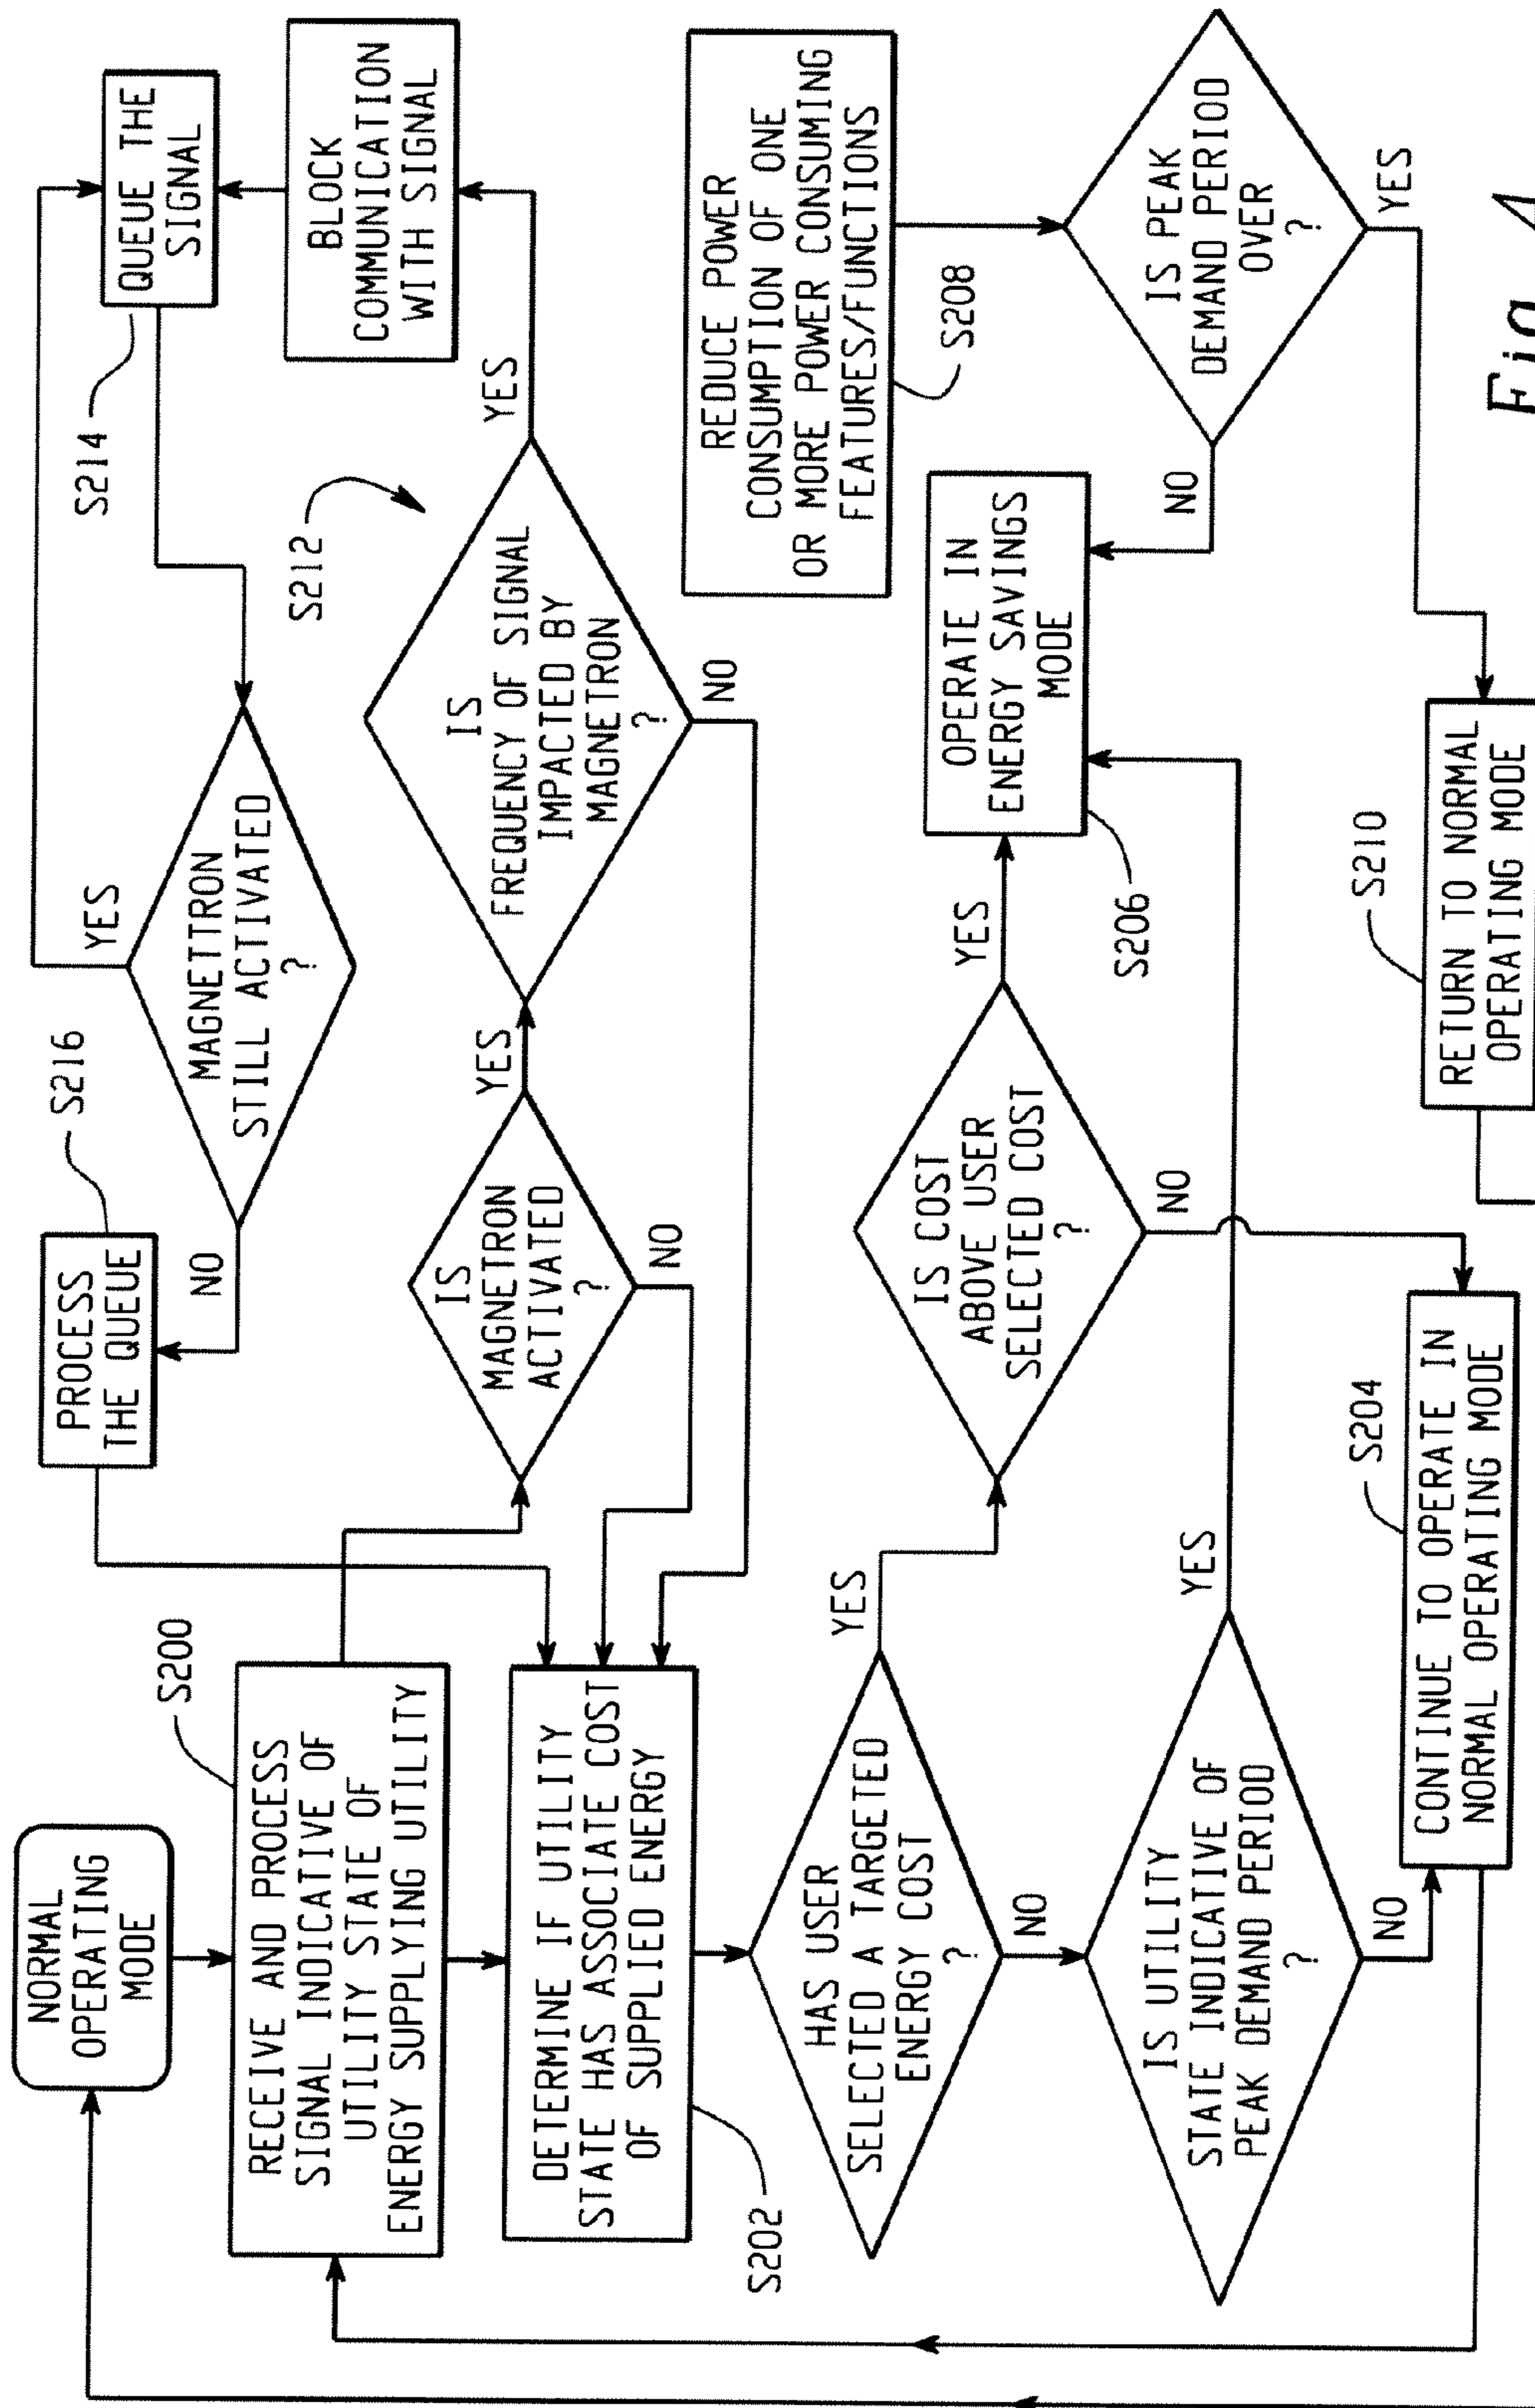 NORMAL
OPERATING
MODE
S200
RECEIVE AND PROCESS
SIGNAL INDICATIVE OF
UTILITY STATE OF
ENERGY SUPPLYING UTILITY
DETERMINE IF UTILITY
STATE HAS ASSOCIATE COST
OF SUPPLIED ENERGY
S202
HAS USER
SELECTED A TARGETED
ENERGY COST
?
YES
NO
IS UTILITY
STATE INDICATIVE OF
PEAK DEMAND PERIOD
?
YES
NO
S204
CONTINUE TO OPERATE IN
NORMAL OPERATING MODE
S216
PROCESS
THE QUEUE
NO
MAGNETTRON
STILL ACTIVATED
?
YES
S214
QUEUE THE
SIGNAL
IS
MAGNETRON
ACTIVATED
?
YES
NO
S212
IS
FREQUENCY OF SIGNAL
IMPACTED BY
MAGNETRON
?
YES
NO
BLOCK
COMMUNICATION
WITH SIGNAL
IS COST
ABOVE USER
SELECTED COST
?
YES
NO
OPERATE IN
ENERGY SAVINGS
MODE
S206
REDUCE POWER
CONSUMPTION OF ONE
OR MORE POWER CONSUMING
FEATURES/FUNCTIONS
S208
IS PEAK
DEMAND PERIOD
OVER
?
NO
YES
S210
RETURN TO NORMAL
OPERATING MODE
Fig. 4